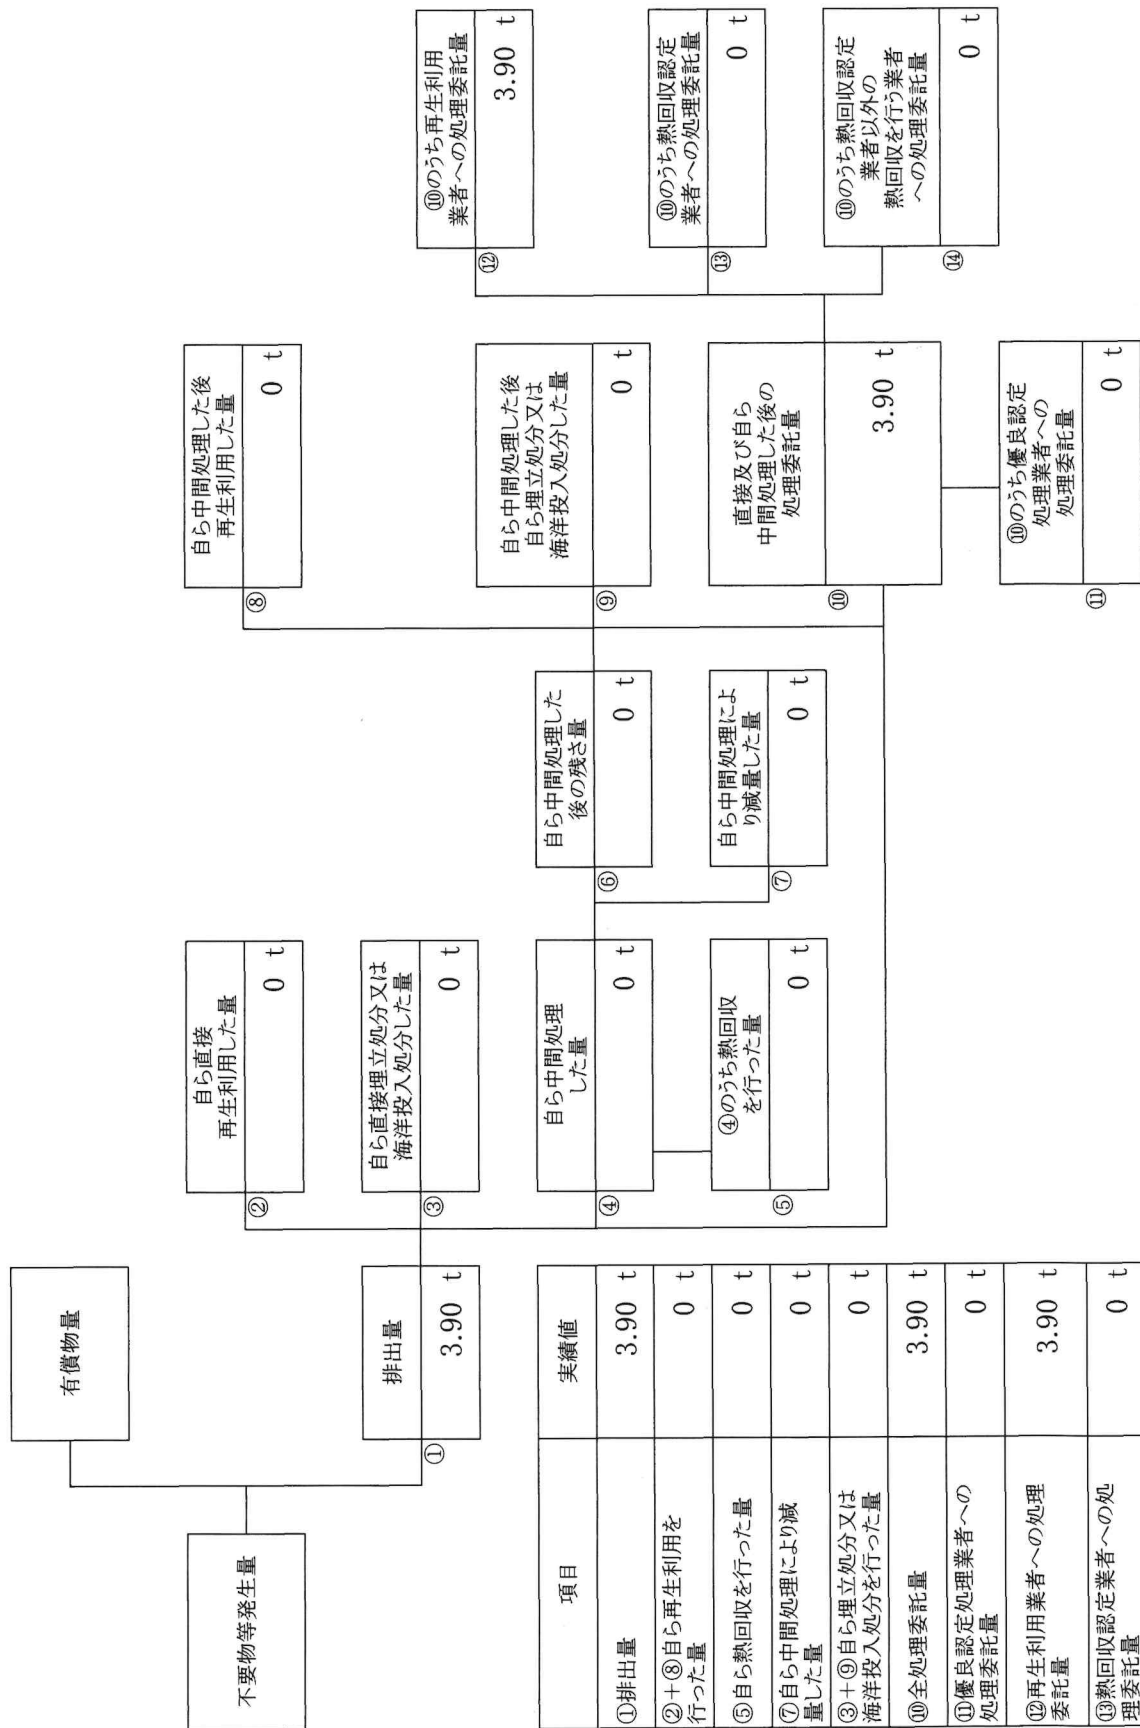 不要物等発生量
有償物量
排出量
①
3.90 t
自ら直接
再生利用した量
②
0 t
自ら直接埋立処分又は
海洋投入処分した量
③
0 t
自ら中間処理
した量
④
0 t
④のうち熱回収
を行った量
⑤
0 t
自ら中間処理した
後の残さ量
⑥
0 t
自ら中間処理によ
り減量した量
⑦
0 t
自ら中間処理した後
再生利用した量
⑧
0 t
自ら中間処理した後
自ら埋立処分又は
海洋投入処分した量
⑨
0 t
直接及び自ら
中間処理した後の
処理委託量
⑩
3.90 t
⑩のうち優良認定
処理業者への
処理委託量
⑪
0 t
⑩のうち再生利用
業者への処理委託量
⑫
3.90 t
⑩のうち熱回収認定
業者への処理委託量
⑬
0 t
⑩のうち熱回収認定
業者以外の
熱回収を行う業者
への処理委託量
⑭
0 t
項目 実績値
①排出量 3.90 t
②+⑧自ら再生利用を
行った量 0 t
⑤自ら熱回収を行った量 0 t
⑦自ら中間処理により減
量した量 0 t
③+⑨自ら埋立処分又は
海洋投入処分を行った量 0 t
⑩全処理委託量 3.90 t
⑪優良認定処理業者への
処理委託量 0 t
⑫再生利用業者への処理
委託量 3.90 t
⑬熱回収認定業者への処
理委託量 0 t